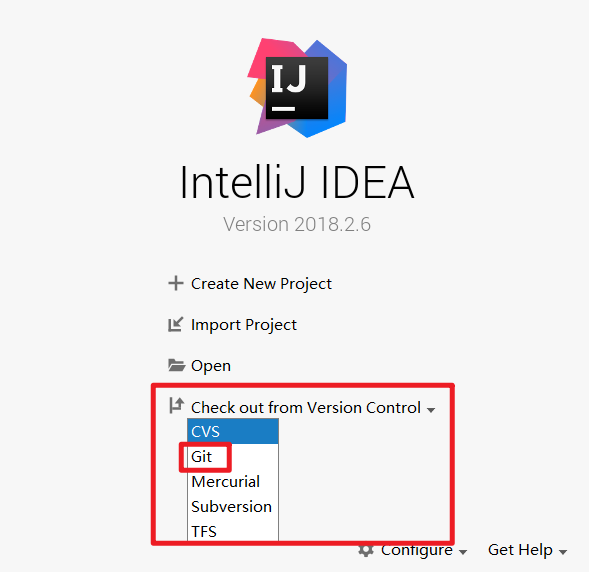 IJ
IntelliJ IDEA
Version 2018.2.6
Create New Project
Import Project
Open
Check out from Version Control
CVS
Git
Mercurial
Subversion
TFS
Configure Get Help